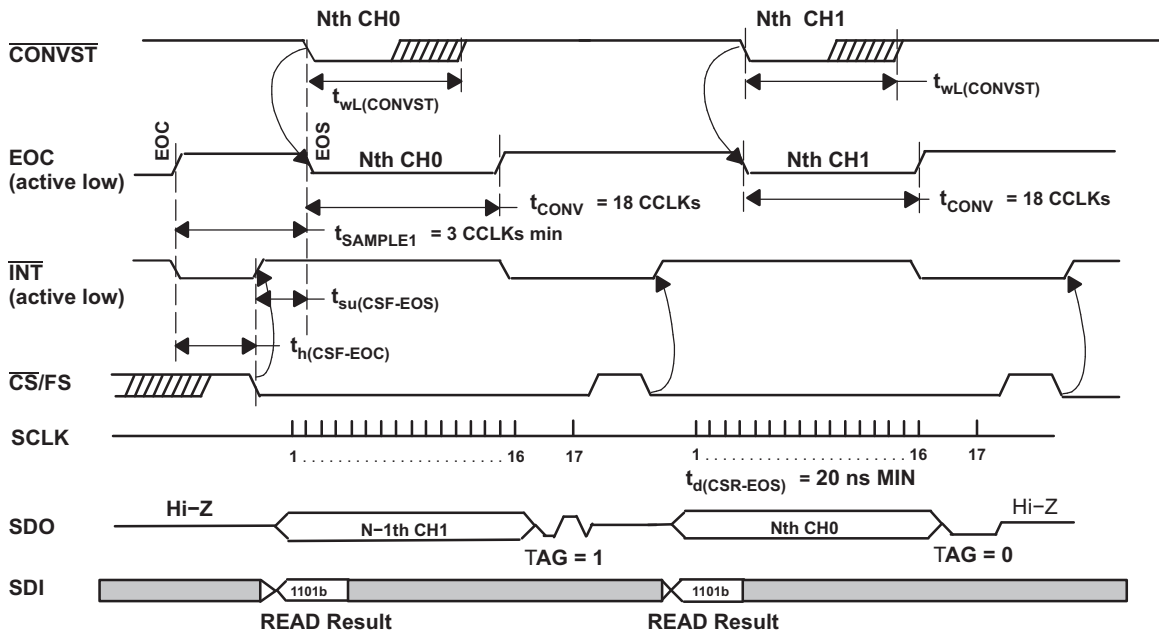 Nth CH0
Nth CH1
CONVST
twL(CONVST)
twL(CONVST)
EOC
EOS
EOC
(active low)
Nth CH0
Nth CH1
tCONV = 18 CCLKs
tCONV = 18 CCLKs
tSAMPLE1 = 3 CCLKs min
INT
(active low)
tsu(CSF-EOS)
th(CSF-EOC)
CS/FS
SCLK
1 . . . . . . . . . . . . . . . . . . . . . 16 17
1 . . . . . . . . . . . . . . . . . . . . . 16 17
td(CSR-EOS) = 20 ns MIN
Hi−Z
Hi−Z
SDO
N−1th CH1
Nth CH0
TAG = 1
TAG = 0
SDI
1101b
1101b
READ Result
READ Result